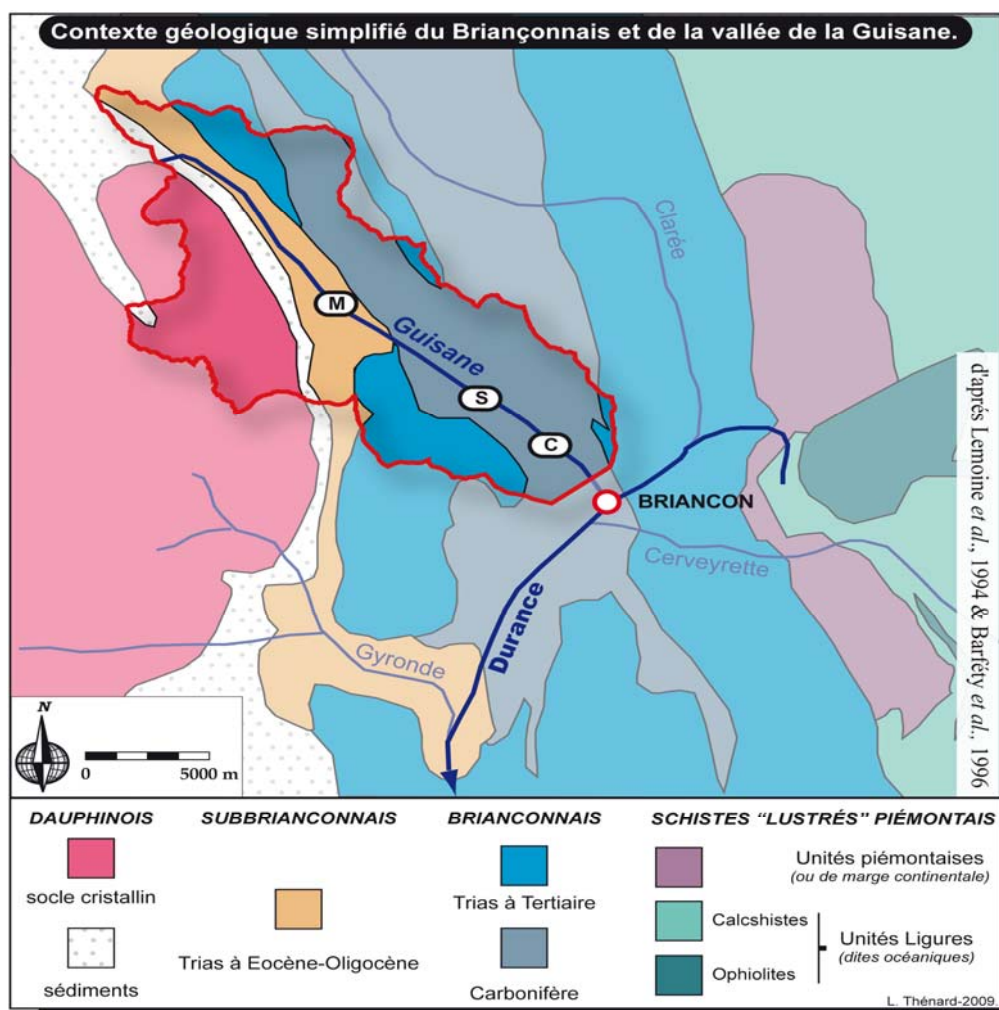 Contexte géologique simplifié du Briançonnais et de la vallée de la Guisane.
Clarée
M
Guisane
S
C
BRIANCON
Cerveyrette
Durance
Gyronde
d'aprés Lemoine et al., 1994 & Barféty et al., 1996
N
0 5000 m
DAUPHINOIS
socle cristallin
sédiments
SUBBRIANCONNAIS
Trias à Eocène-Oligocène
BRIANCONNAIS
Trias à Tertiaire
Carbonifère
SCHISTES “LUSTRÉS” PIÉMONTAIS
Unités piémontaises
(ou de marge continentale)
Calcshistes
Ophiolites
Unités Ligures
(dites océaniques)
L. Thénard-2009.